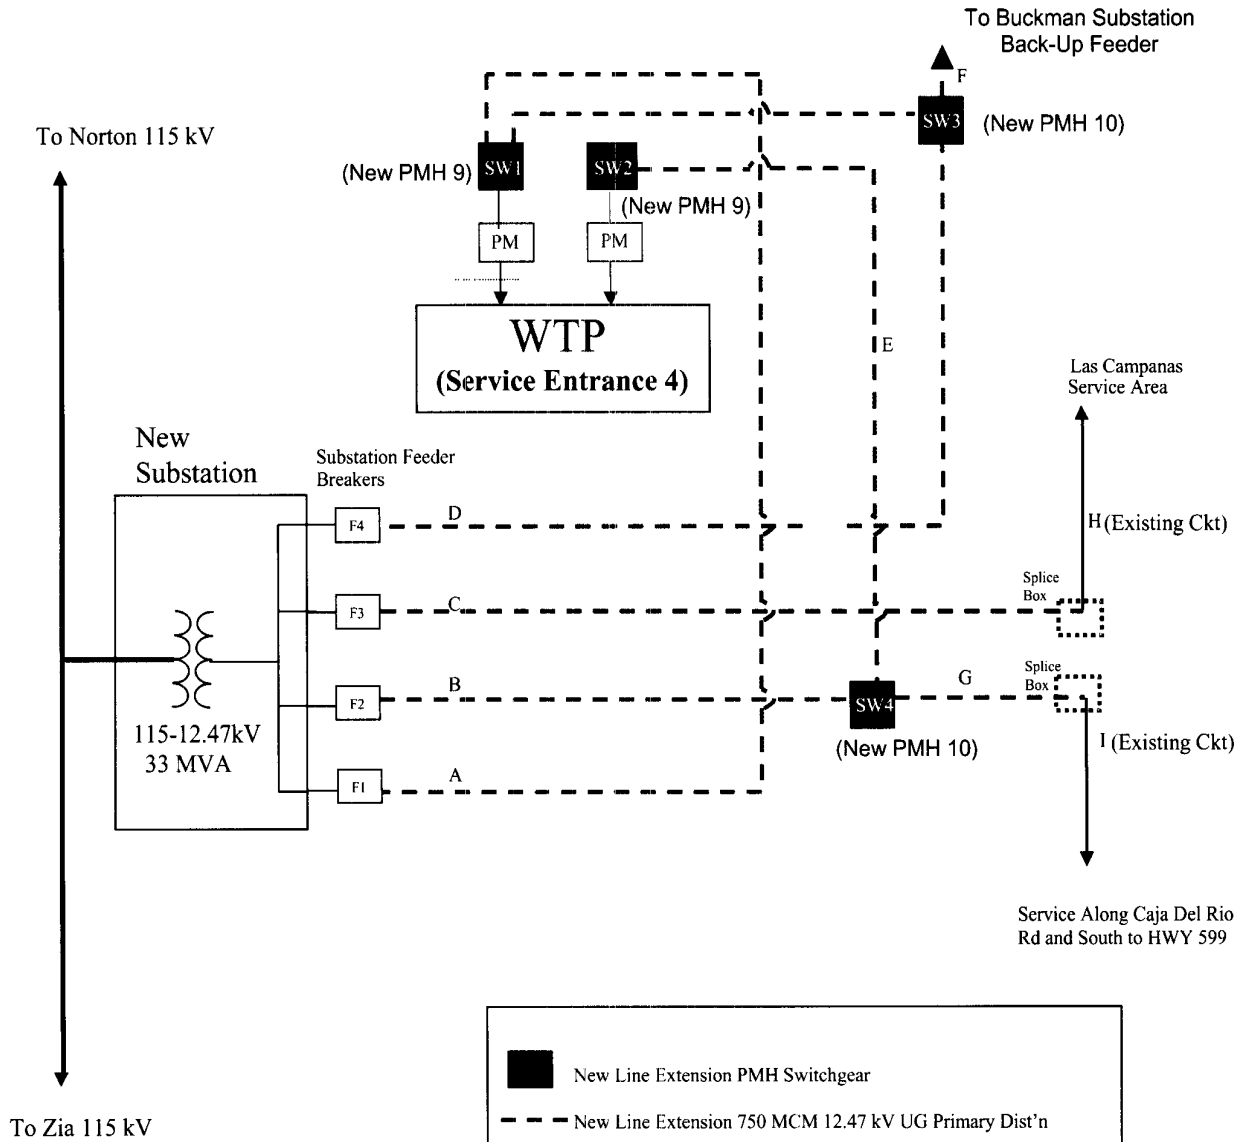 To Buckman Substation
Back-Up Feeder
F
To Norton 115 kV
SW3
(New PMH 10)
(New PMH 9)
SW1
SW2
(New PMH 9)
PM
PM
WTP
(Service Entrance 4)
E
Las Campanas
Service Area
New
Substation
Substation Feeder
Breakers
F4
D
H (Existing Ckt)
Splice
Box
F3
C
Splice
Box
G
F2
B
SW4
(New PMH 10)
115-12.47kV
33 MVA
I (Existing Ckt)
F1
A
Service Along Caja Del Rio
Rd and South to HWY 599
New Line Extension PMH Switchgear
New Line Extension 750 MCM 12.47 kV UG Primary Dist'n
To Zia 115 kV